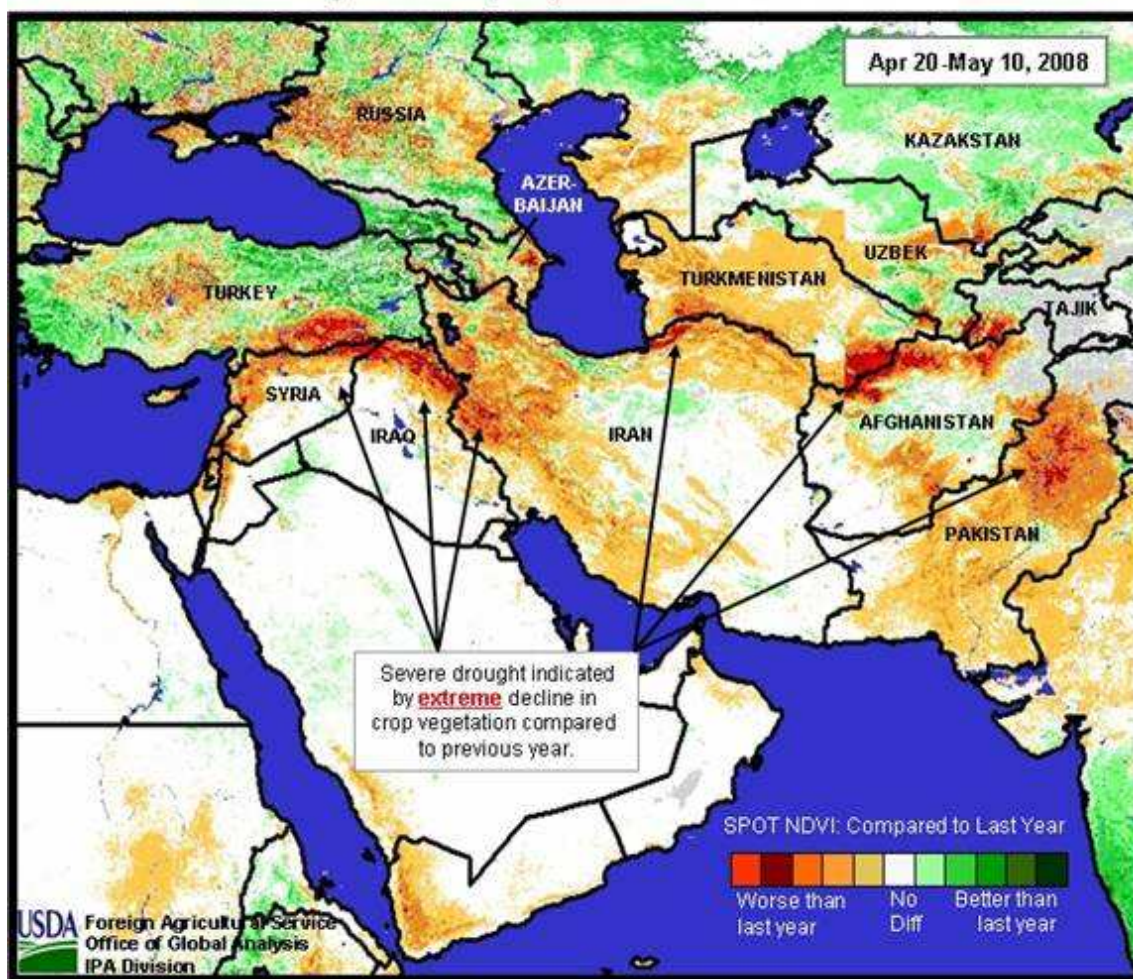 Apr 20-May 10, 2008
RUSSIA
KAZAKSTAN
AZER-
BAIJAN
UZBEK
TURKMENISTAN
TURKEY
TAJIK
SYRIA
IRAQ
IRAN
AFGHANISTAN
PAKISTAN
Severe drought indicated
by extreme decline in
crop vegetation compared
to previous year.
SPOT NDVI: Compared to Last Year
Worse than
last year
No
Diff
Better than
last year
USDA
Foreign Agricultural Service
Office of Global Analysis
IPA Division